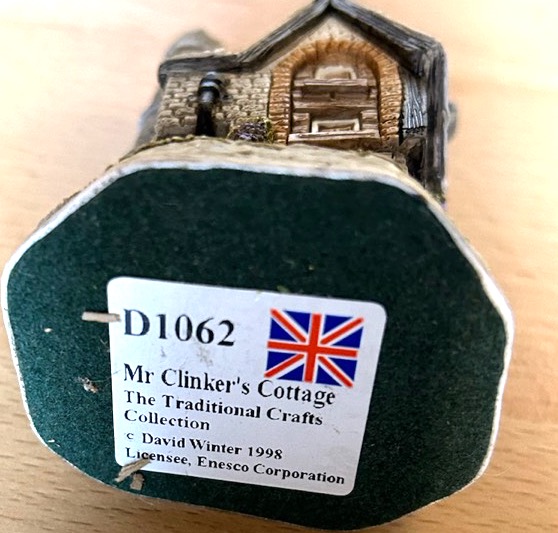 D1062
Mr Clinker's Cottage
The Traditional Crafts
Collection
c David Winter 1998
Licensee, Enesco Corporation